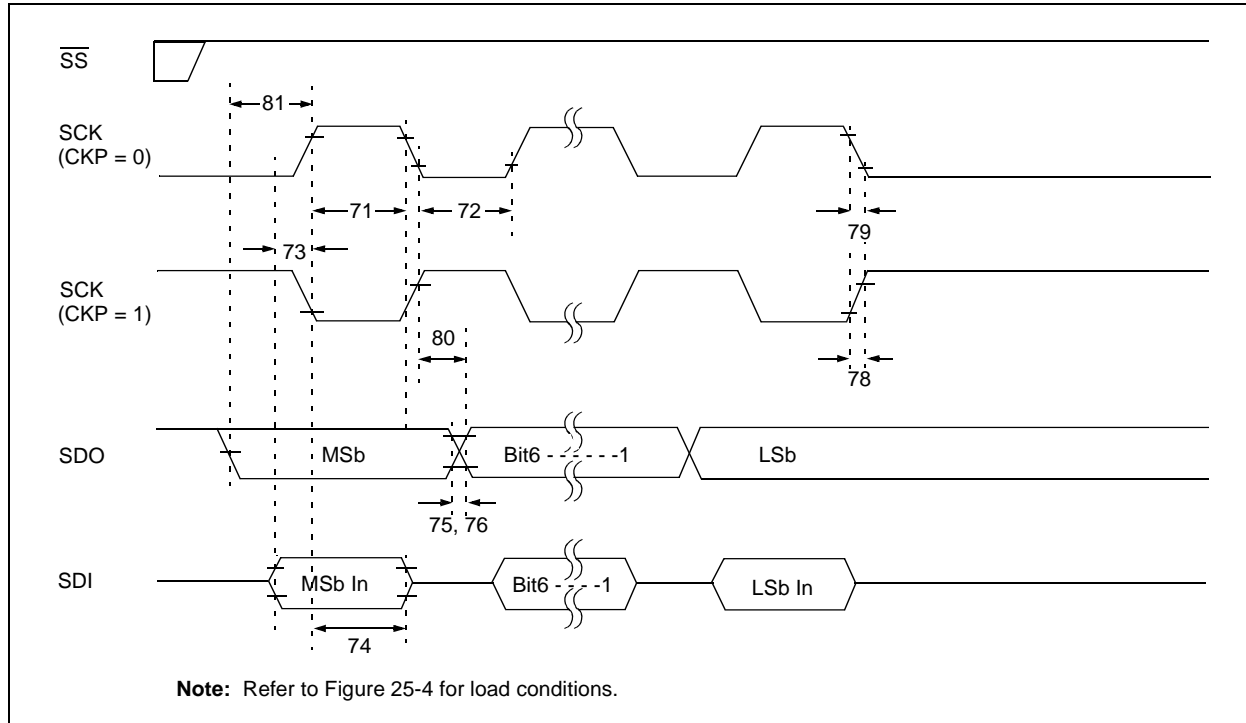 SS
81
SCK
(CKP = 0)
71
72
79
73
SCK
(CKP = 1)
80
78
SDO
MSb
Bit6 - - - - - -1
LSb
75, 76
SDI
MSb In
Bit6 - - - -1
LSb In
74
Note: Refer to Figure 25-4 for load conditions.